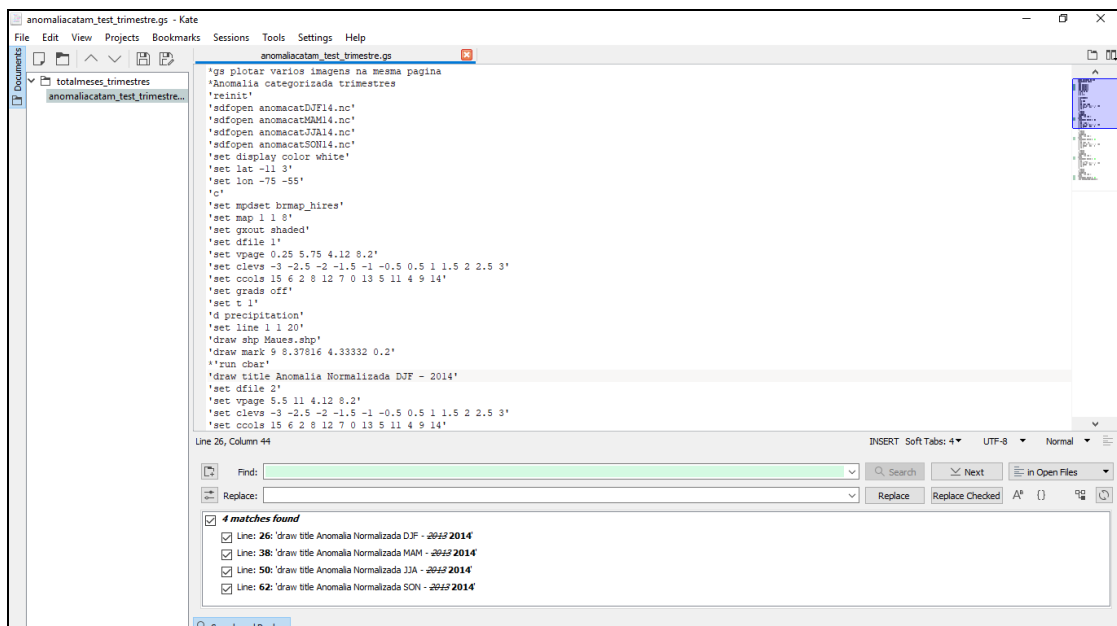 anomaliacatam_test_trimestre.gs - Kate
File Edit View Projects Bookmarks Sessions Tools Settings Help
Documents
totalmeses_trimestres
anomaliacatam_test_trimestre...
anomaliacatam_test_trimestre.gs
*gs plotar varios imagens na mesma pagina
*Anomalia categorizada trimestres
'reinit'
'sdfopen anomacatDJF14.nc'
'sdfopen anomacatMAM14.nc'
'sdfopen anomacatJJA14.nc'
'sdfopen anomacatSON14.nc'
'set display color white'
'set lat -11 3'
'set lon -75 -55'
'c'
'set mpdset brmap_hires'
'set map 1 1 8'
'set gxout shaded'
'set dfile 1'
'set vpage 0.25 5.75 4.12 8.2'
'set clevs -3 -2.5 -2 -1.5 -1 -0.5 0.5 1 1.5 2 2.5 3'
'set ccols 15 6 2 8 12 7 0 13 5 11 4 9 14'
'set grads off'
'set t 1'
'd precipitation'
'set line 1 1 20'
'draw shp Maues.shp'
'draw mark 9 8.37816 4.33332 0.2'
*'run cbar'
'draw title Anomalia Normalizada DJF - 2014'
'set dfile 2'
'set vpage 5.5 11 4.12 8.2'
'set clevs -3 -2.5 -2 -1.5 -1 -0.5 0.5 1 1.5 2 2.5 3'
'set ccols 15 6 2 8 12 7 0 13 5 11 4 9 14'
Line 26, Column 44 INSERT Soft Tabs: 4 UTF-8 Normal
Find: Search Next in Open Files
Replace: Replace Replace Checked
4 matches found
Line: 26: 'draw title Anomalia Normalizada DJF - 2013 2014'
Line: 38: 'draw title Anomalia Normalizada MAM - 2013 2014'
Line: 50: 'draw title Anomalia Normalizada JJA - 2013 2014'
Line: 62: 'draw title Anomalia Normalizada SON - 2013 2014'